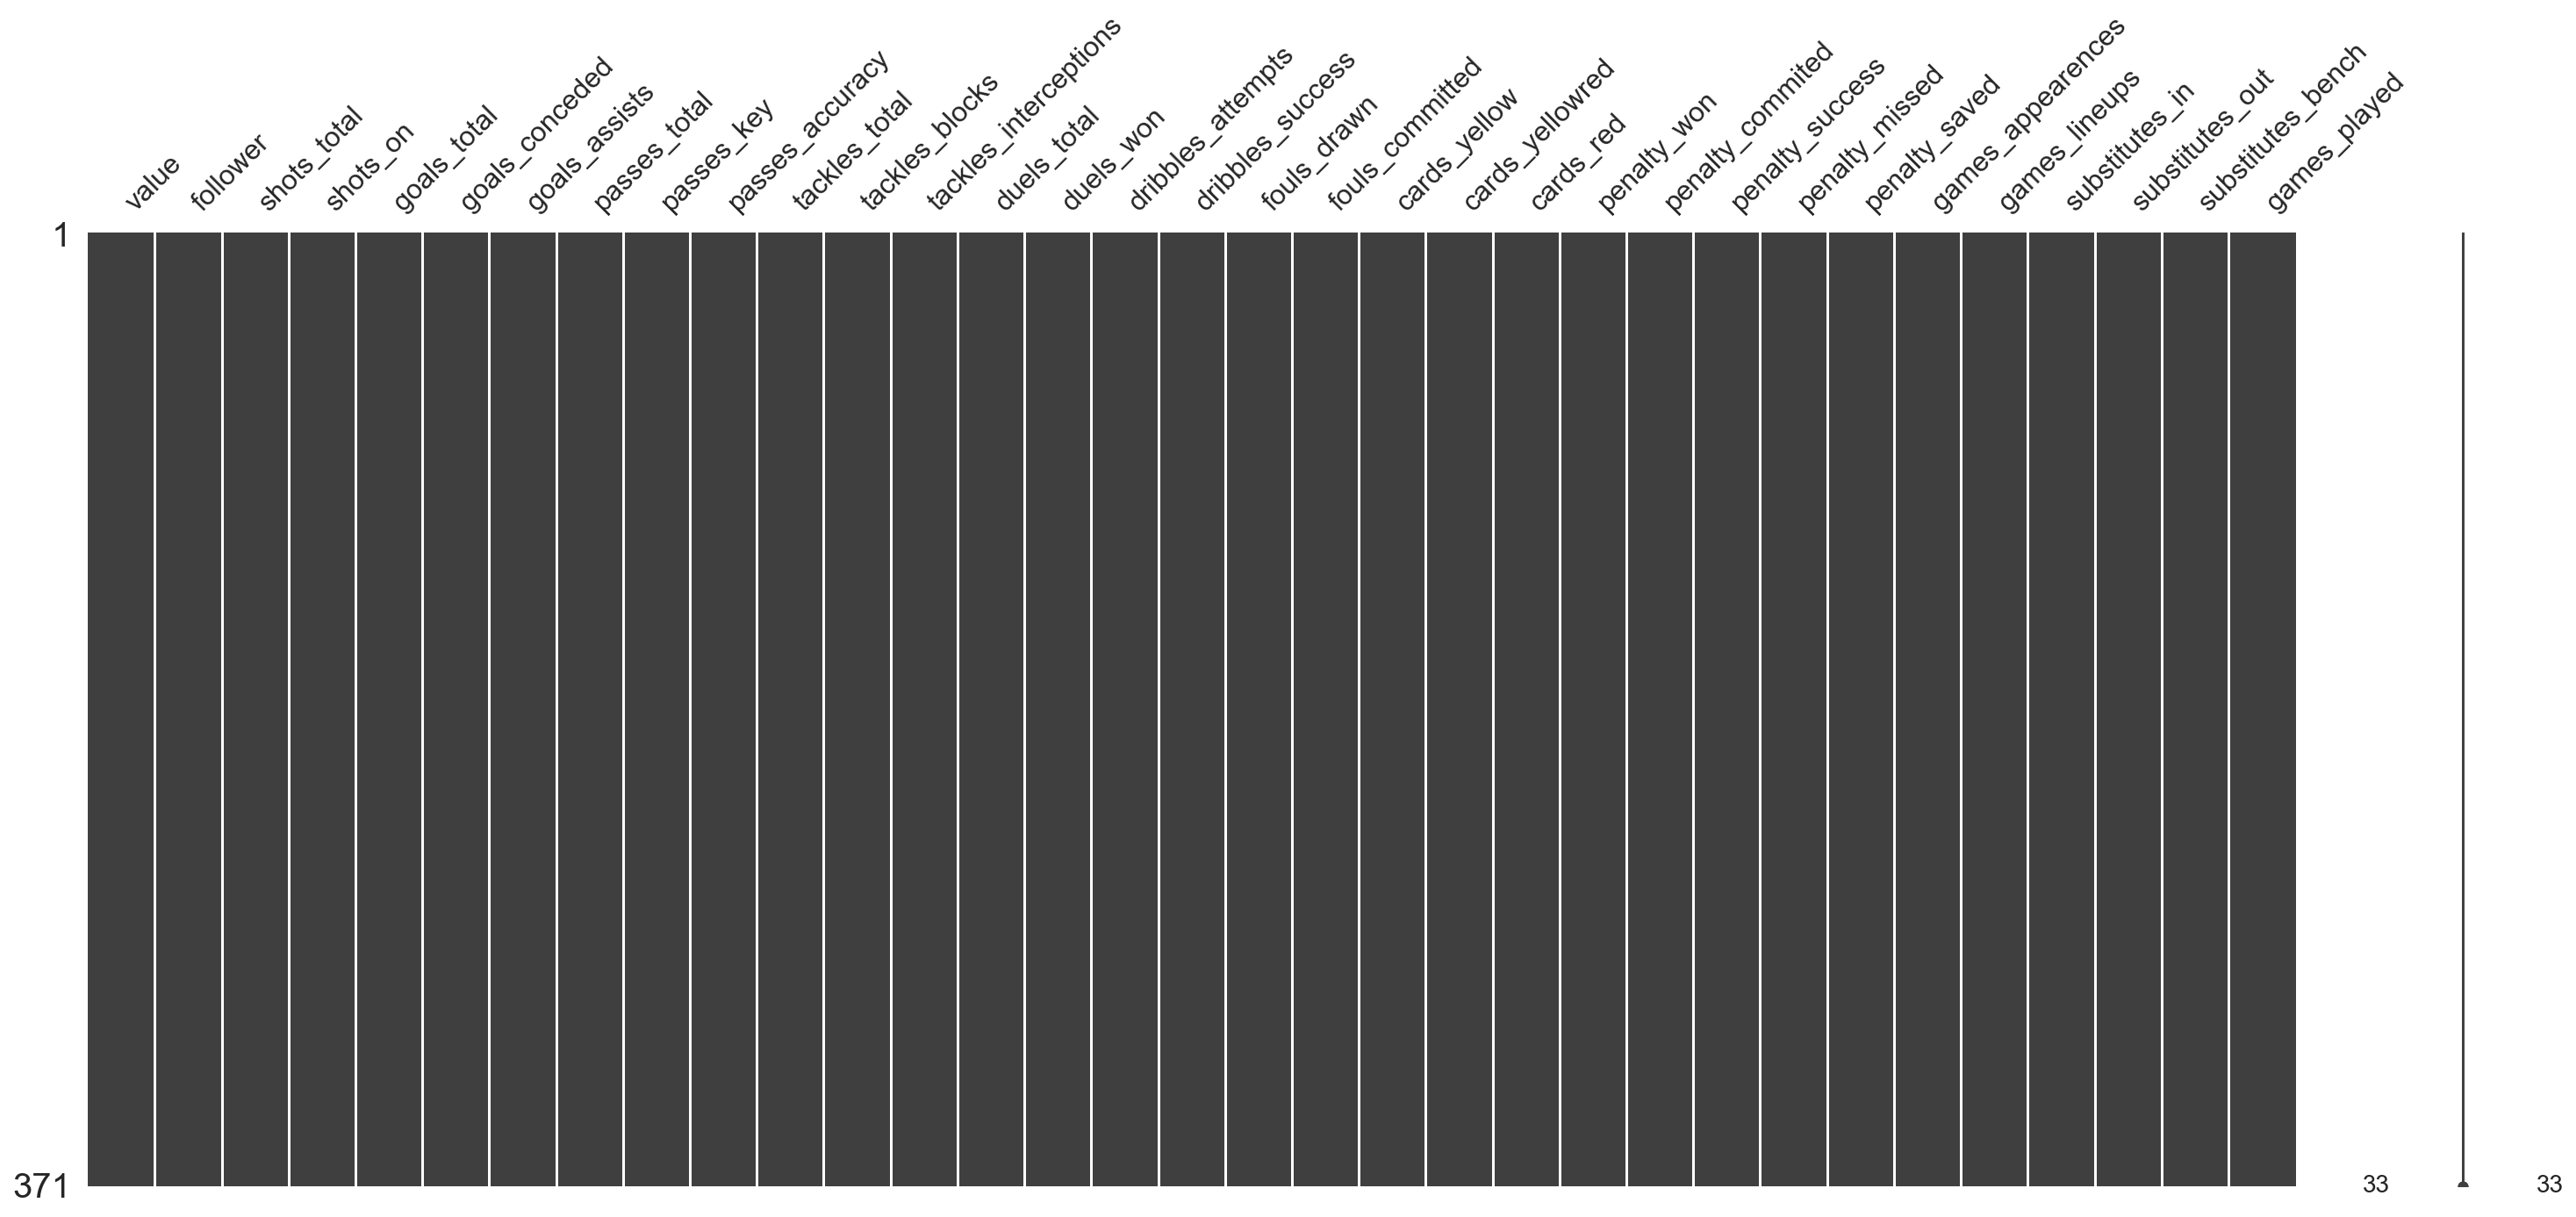 value
follower
shots_total
shots_on
goals_total
goals_conceded
goals_assists
passes_total
passes_key
passes_accuracy
tackles_total
tackles_blocks
tackles_interceptions
duels_total
duels_won
dribbles_attempts
dribbles_success
fouls_drawn
fouls_committed
cards_yellow
cards_yellowred
cards_red
penalty_won
penalty_commited
penalty_success
penalty_missed
penalty_saved
games_appearences
games_lineups
substitutes_in
substitutes_out
substitutes_bench
games_played
1
371
33
33